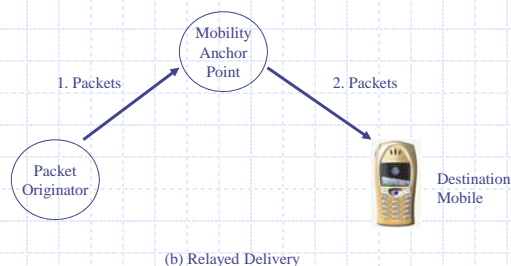 Mobility
Anchor
Point
1. Packets
2. Packets
Packet
Originator
Destination
Mobile
(b) Relayed Delivery